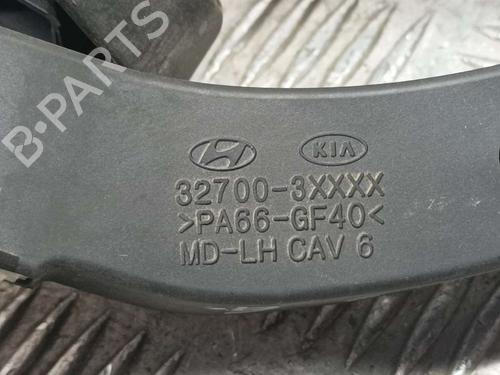 B-PARTS
KIA
32700-3XXXX
>PA66-GF40<
MD-LH CAV 6